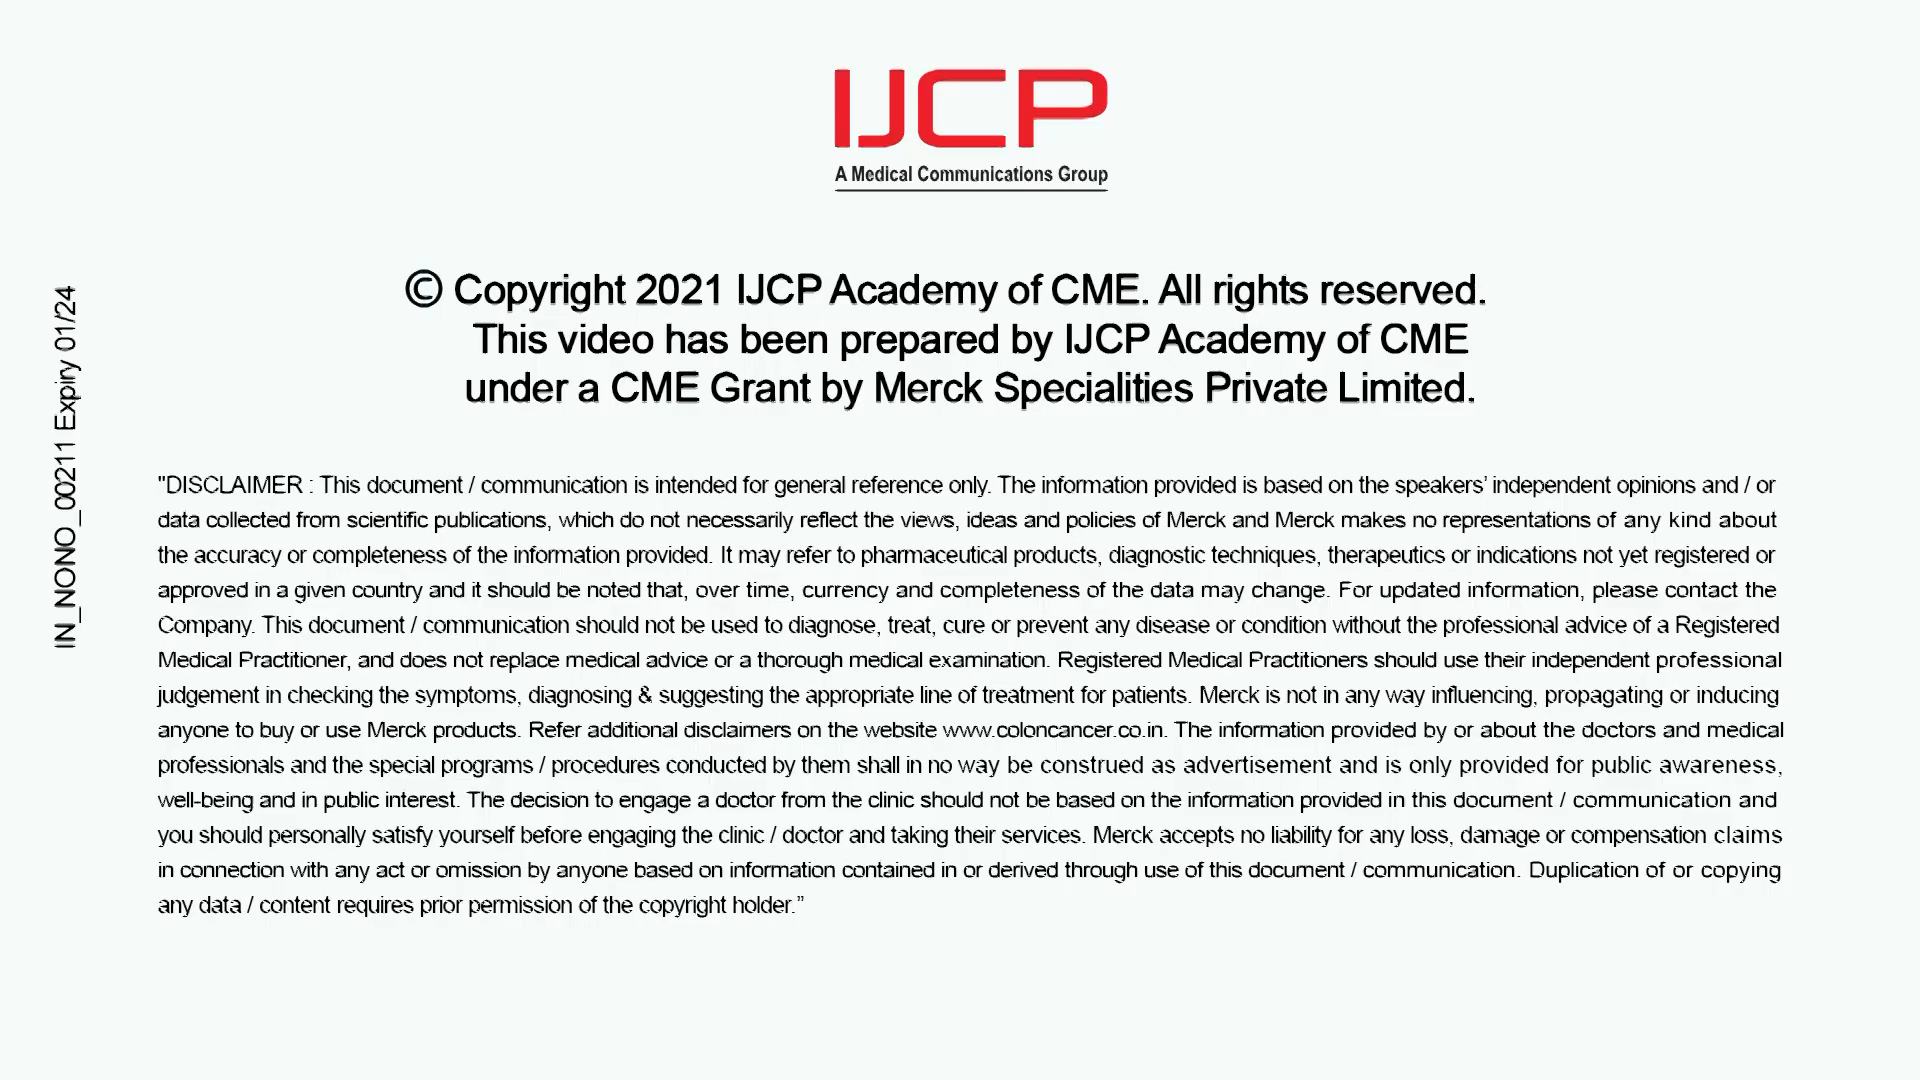 IJCP
A Medical Communications Group
© Copyright 2021 IJCP Academy of CME. All rights reserved.
This video has been prepared by IJCP Academy of CME
under a CME Grant by Merck Specialities Private Limited.
IN_NONO_00211 Expiry 01/24
"DISCLAIMER : This document / communication is intended for general reference only. The information provided is based on the speakers’ independent opinions and / or
data collected from scientific publications, which do not necessarily reflect the views, ideas and policies of Merck and Merck makes no representations of any kind about
the accuracy or completeness of the information provided. It may refer to pharmaceutical products, diagnostic techniques, therapeutics or indications not yet registered or
approved in a given country and it should be noted that, over time, currency and completeness of the data may change. For updated information, please contact the
Company. This document / communication should not be used to diagnose, treat, cure or prevent any disease or condition without the professional advice of a Registered
Medical Practitioner, and does not replace medical advice or a thorough medical examination. Registered Medical Practitioners should use their independent professional
judgement in checking the symptoms, diagnosing & suggesting the appropriate line of treatment for patients. Merck is not in any way influencing, propagating or inducing
anyone to buy or use Merck products. Refer additional disclaimers on the website www.coloncancer.co.in. The information provided by or about the doctors and medical
professionals and the special programs / procedures conducted by them shall in no way be construed as advertisement and is only provided for public awareness,
well-being and in public interest. The decision to engage a doctor from the clinic should not be based on the information provided in this document / communication and
you should personally satisfy yourself before engaging the clinic / doctor and taking their services. Merck accepts no liability for any loss, damage or compensation claims
in connection with any act or omission by anyone based on information contained in or derived through use of this document / communication. Duplication of or copying
any data / content requires prior permission of the copyright holder.”